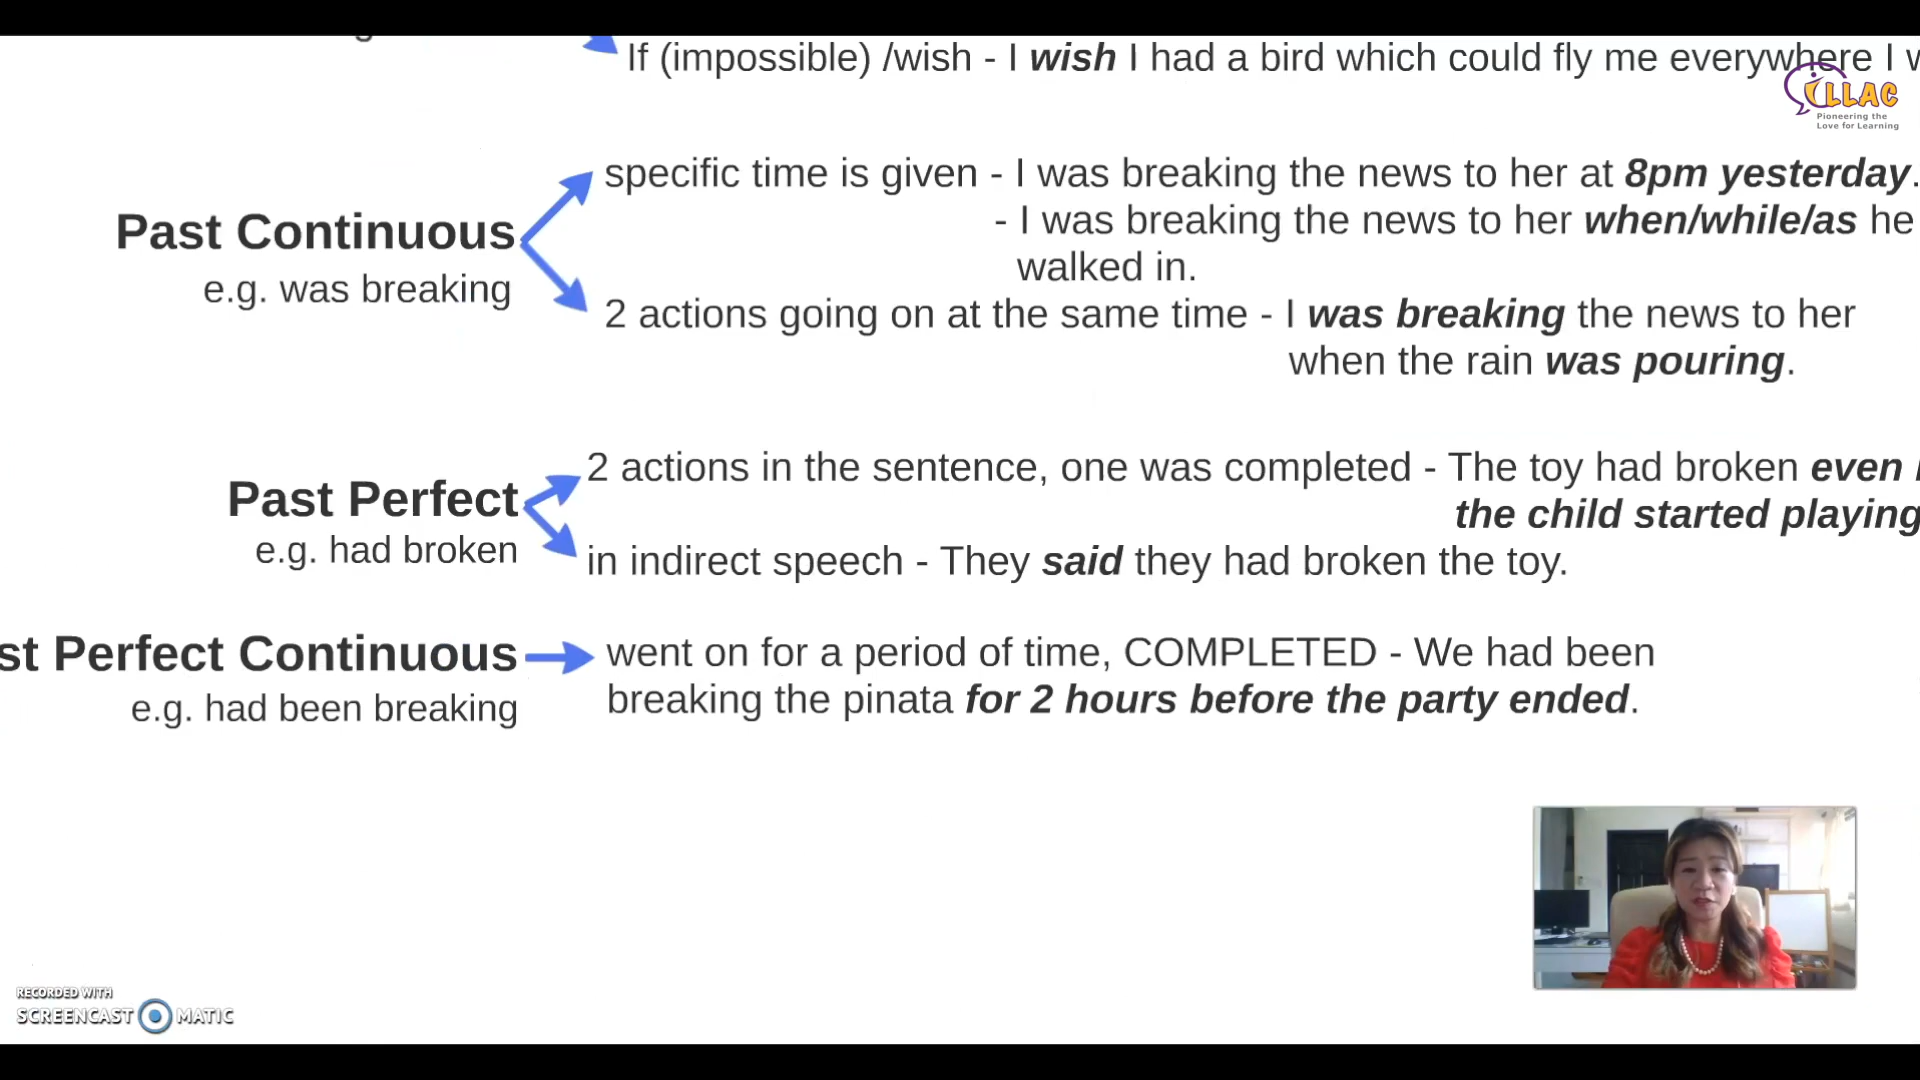 If (impossible) /wish - I wish I had a bird which could fly me everywhere I
iLLAC
Pioneering the
Love for Learning
specific time is given - I was breaking the news to her at 8pm yesterday.
- I was breaking the news to her when/while/as he
walked in.
Past Continuous
e.g. was breaking
2 actions going on at the same time - I was breaking the news to her
when the rain was pouring.
2 actions in the sentence, one was completed - The toy had broken even
the child started playing
Past Perfect
e.g. had broken
in indirect speech - They said they had broken the toy.
st Perfect Continuous
e.g. had been breaking
went on for a period of time, COMPLETED - We had been
breaking the pinata for 2 hours before the party ended.
RECORDED WITH
SCREENCAST MATIC